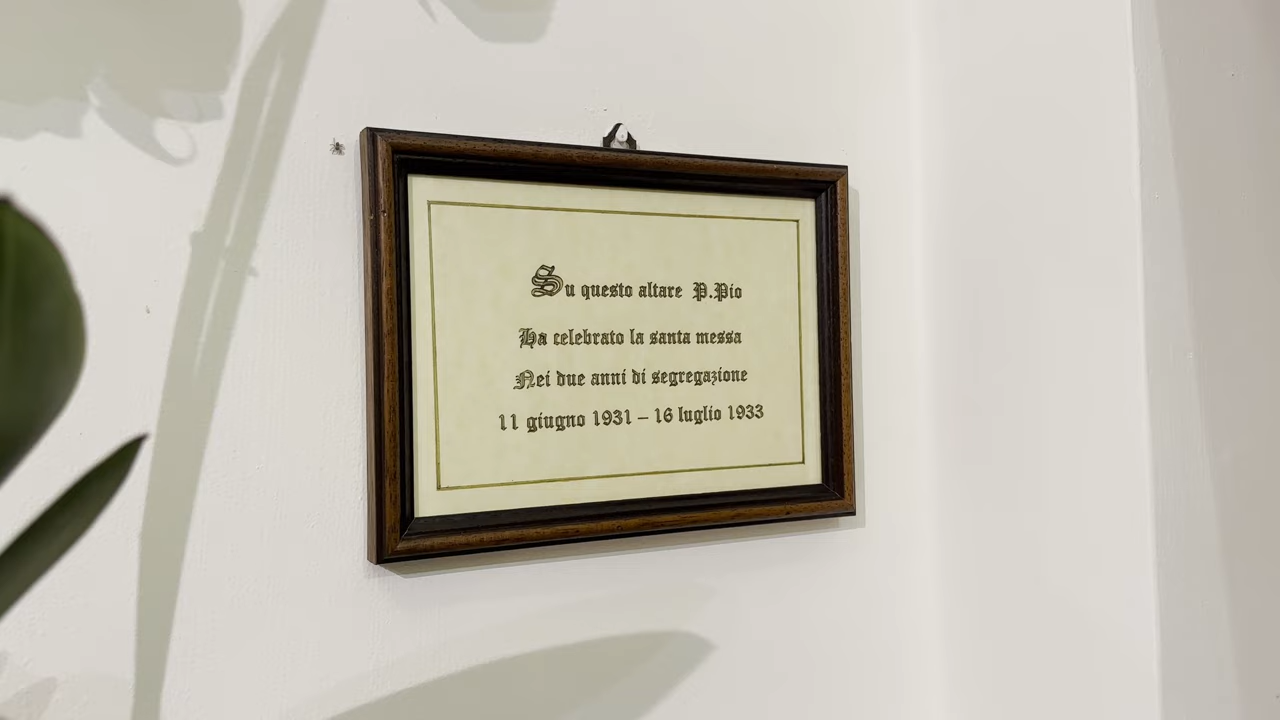 Su questo altare P.Pio
Ha celebrato la santa messa
Nei due anni di segregazione
11 giugno 1931 – 16 luglio 1933